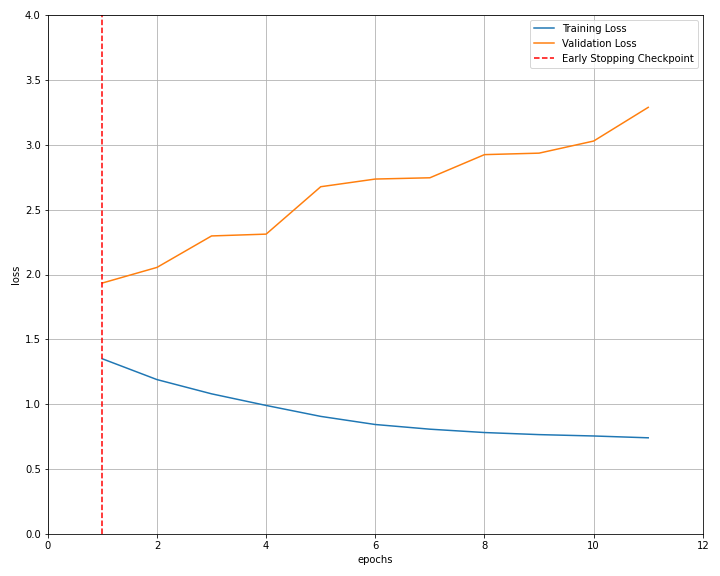 Training Loss
Validation Loss
Early Stopping Checkpoint
4.0
3.5
3.0
2.5
2.0
1.5
1.0
0.5
0.0
loss
0 2 4 6 8 10 12
epochs